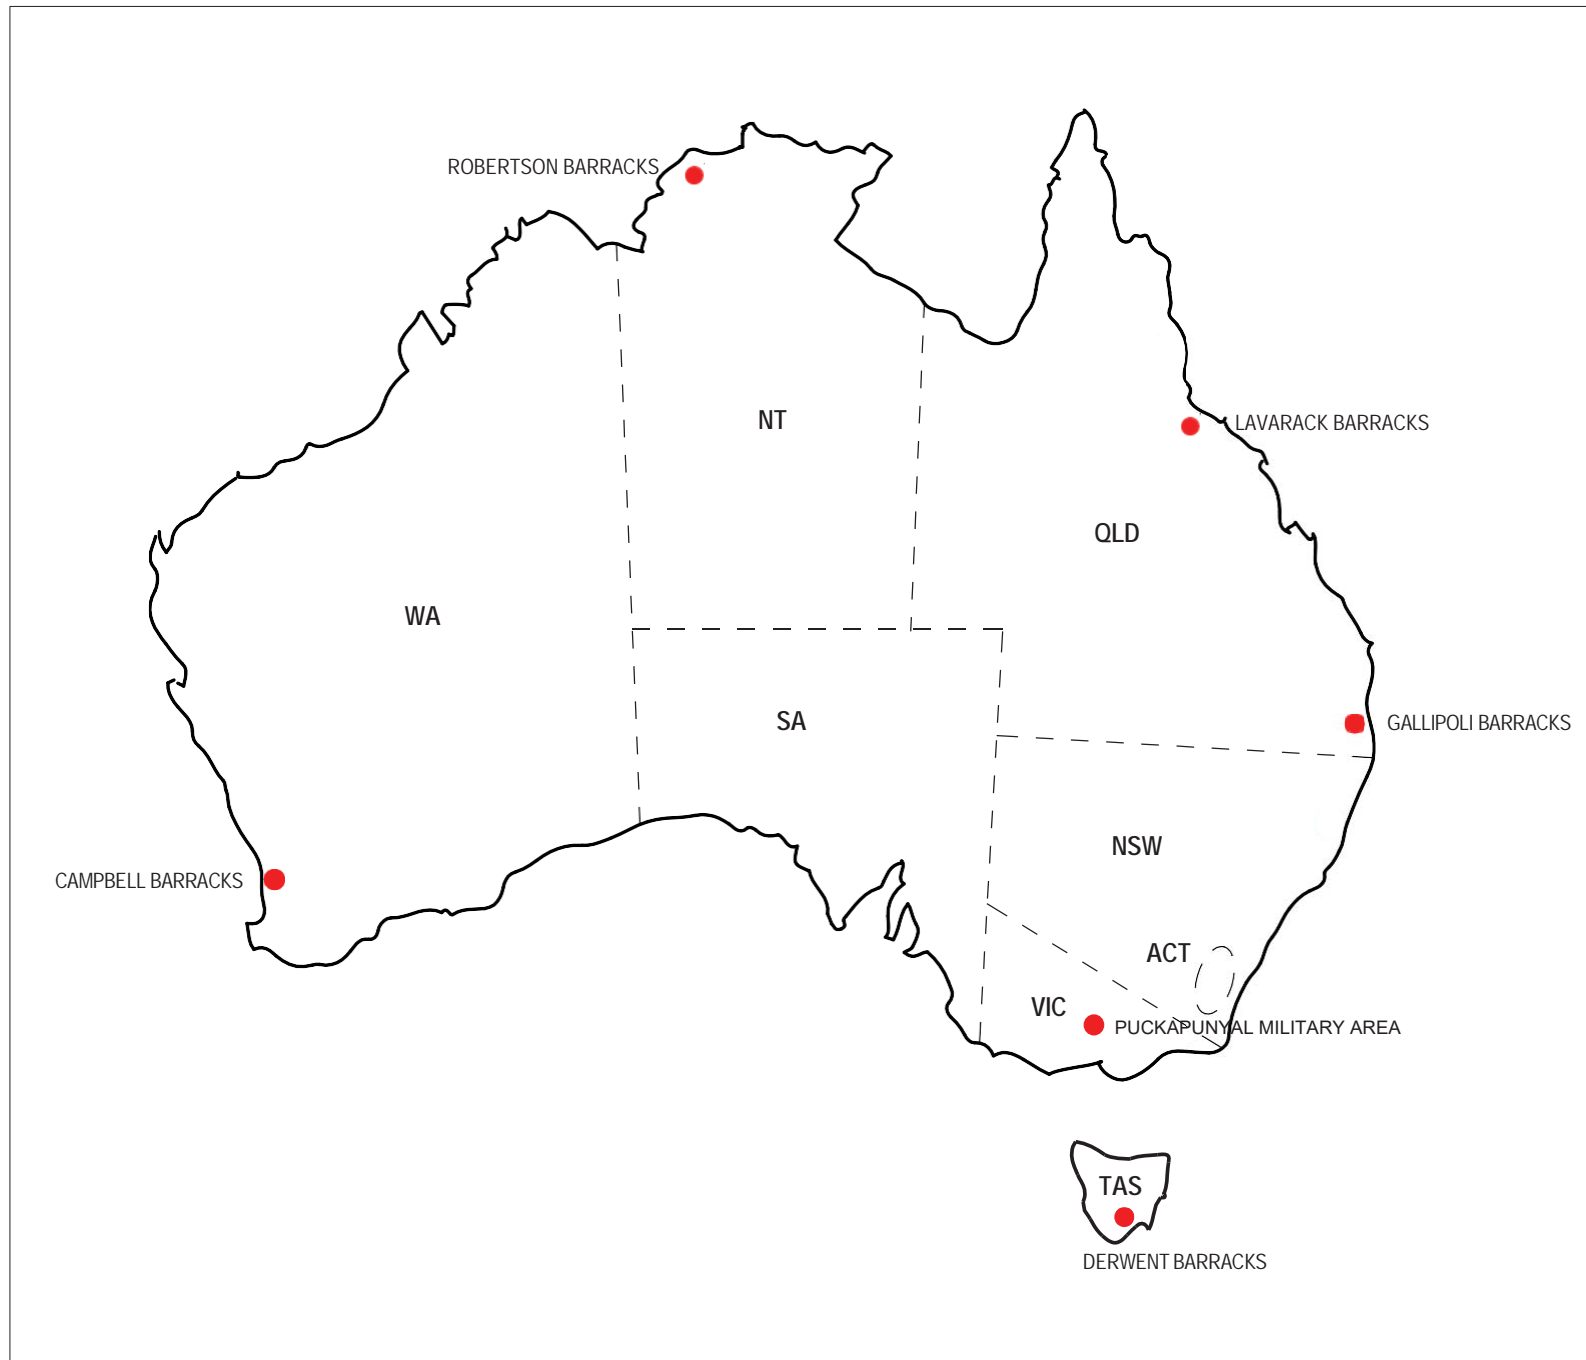 ROBERTSON BARRACKS
NT
LAVARACK BARRACKS
QLD
WA
SA
GALLIPOLI BARRACKS
NSW
CAMPBELL BARRACKS
ACT
VIC
PUCKAPUNYAL MILITARY AREA
TAS
DERWENT BARRACKS